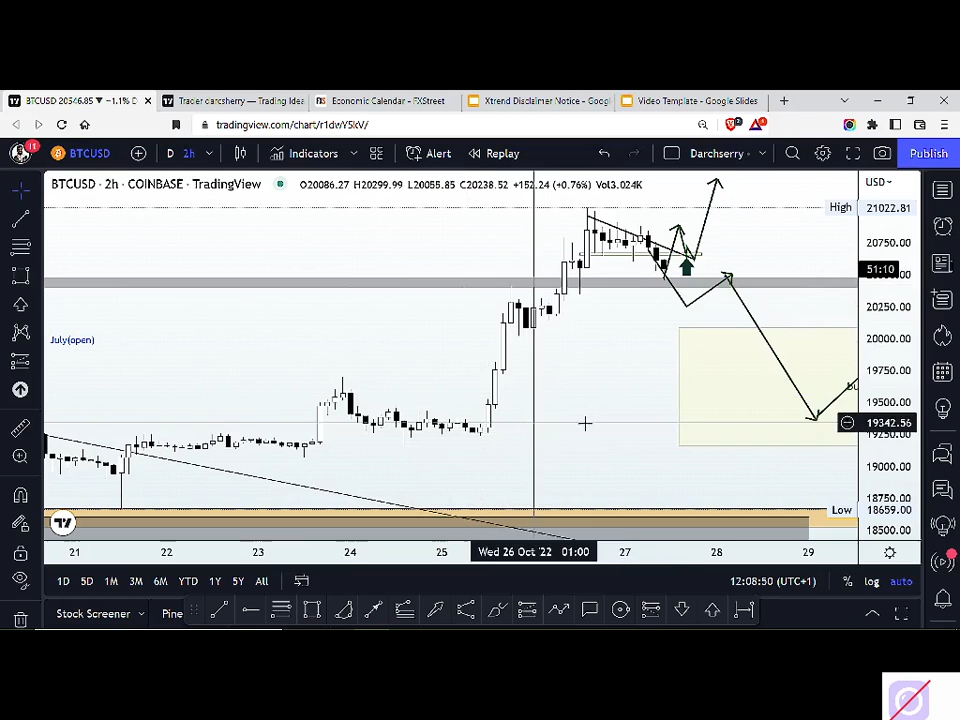 BTCUSD 20546.85 ▼ −1.1% D
Trader darcsherry — Trading Idea
Economic Calendar - FXStreet
Xtrend Disclaimer Notice - Googl
Video Template - Google Slides
tradingview.com/chart/r1dwY5kV/
11
BTCUSD
D 2h
Indicators
Alert
Replay
Darchserry
Publish
BTCUSD · 2h · COINBASE · TradingView
O20086.27 H20299.99 L20055.85 C20238.52 +152.24 (+0.76%) Vol3.024K
USD
High 21022.81
20750.00
51:10
20250.00
20000.00
July(open)
19750.00
19500.00
19342.56
19250.00
19000.00
18750.00
Low 18659.00
18500.00
21 22 23 24 25 Wed 26 Oct '22 01:00 27 28 29
1D 5D 1M 3M 6M YTD 1Y 5Y All
12:08:50 (UTC+1) % log auto
Stock Screener
Pine